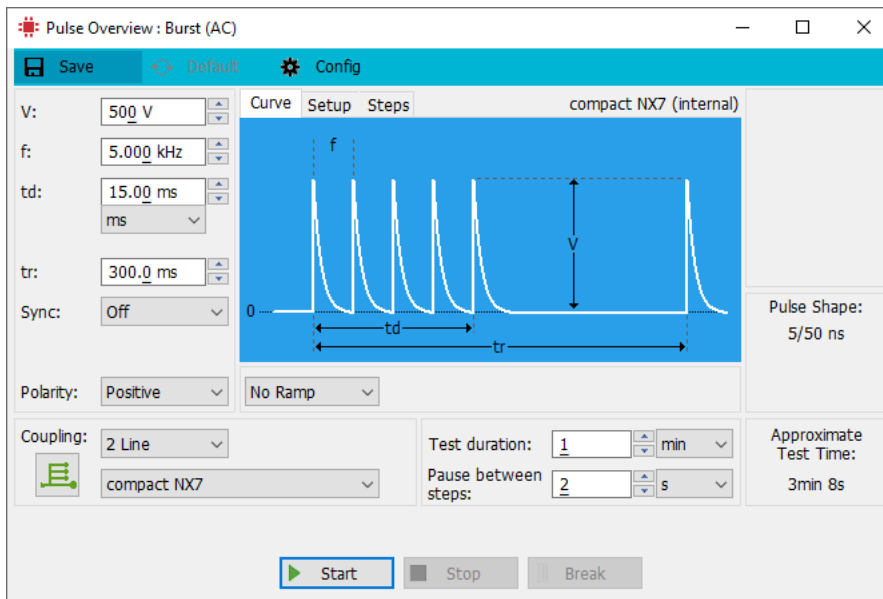 Pulse Overview : Burst (AC)
Save Default Config
V: 500 V
f: 5.000 kHz
td: 15.00 ms
ms
tr: 300.0 ms
Sync: Off
Polarity: Positive
Curve Setup Steps compact NX7 (internal)
f
V
0
td
tr
No Ramp
Pulse Shape:
5/50 ns
Coupling: 2 Line
compact NX7
Test duration: 1 min
Pause between
steps: 2 s
Approximate
Test Time:
3min 8s
Start Stop Break